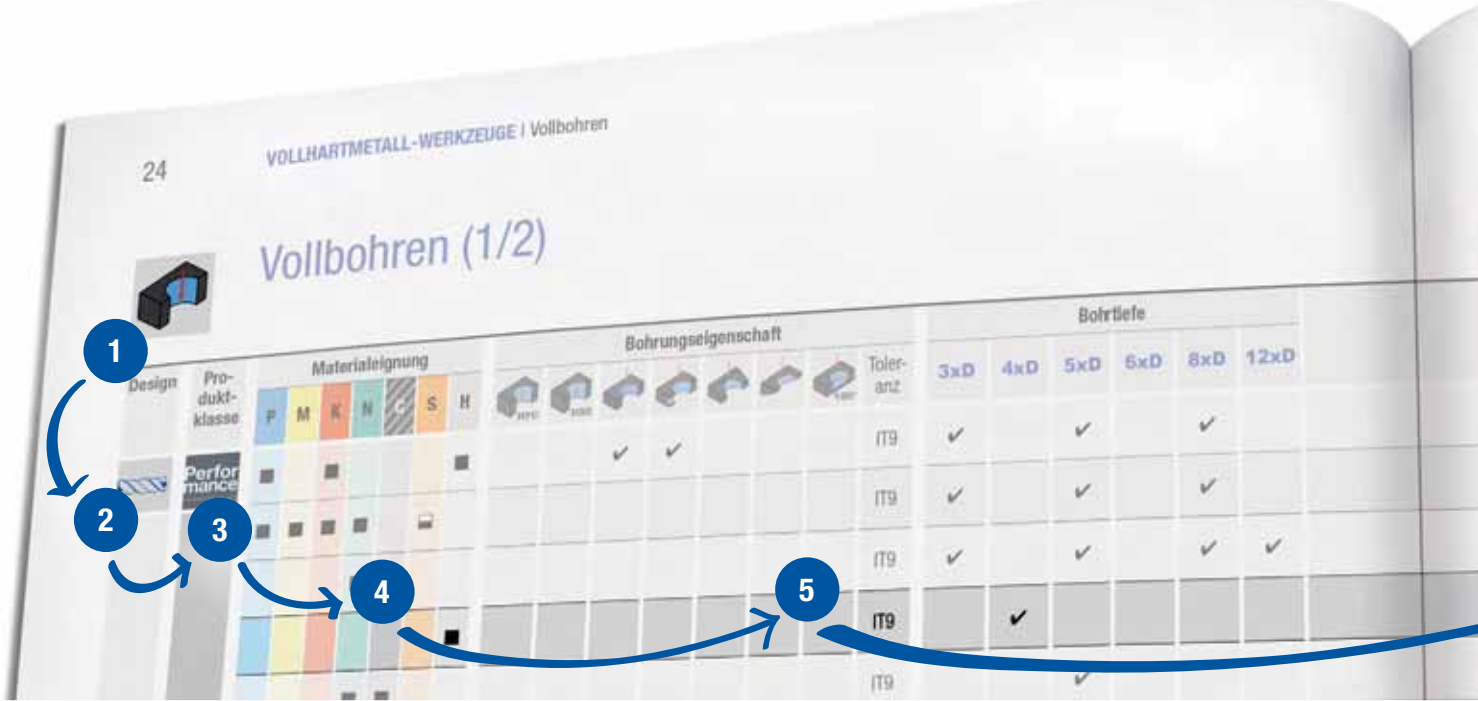 24
VOLLHARTMETALL-WERKZEUGE | Vollbohren
Vollbohren (1/2)
1
Design
Pro-
dukt-
klasse
Materialeignung
Bohrungseigenschaft
Bohrtiefe
P M K N C S H
Toler-
anz
3xD 4xD 5xD 6xD 8xD 12xD
Perfor
mance
IT9 ✔ ✔ ✔
✔ ✔
2
3
IT9 ✔ ✔ ✔
4
5
IT9 ✔ ✔ ✔ ✔
IT9 ✔
IT9 ✔